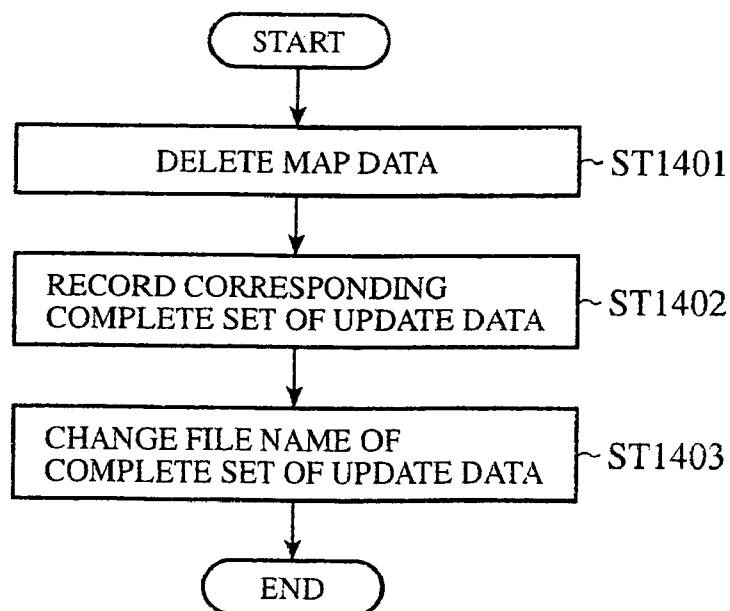 START
DELETE MAP DATA
~ST1401
RECORD CORRESPONDING
COMPLETE SET OF UPDATE DATA
~ST1402
CHANGE FILE NAME OF
COMPLETE SET OF UPDATE DATA
~ST1403
END